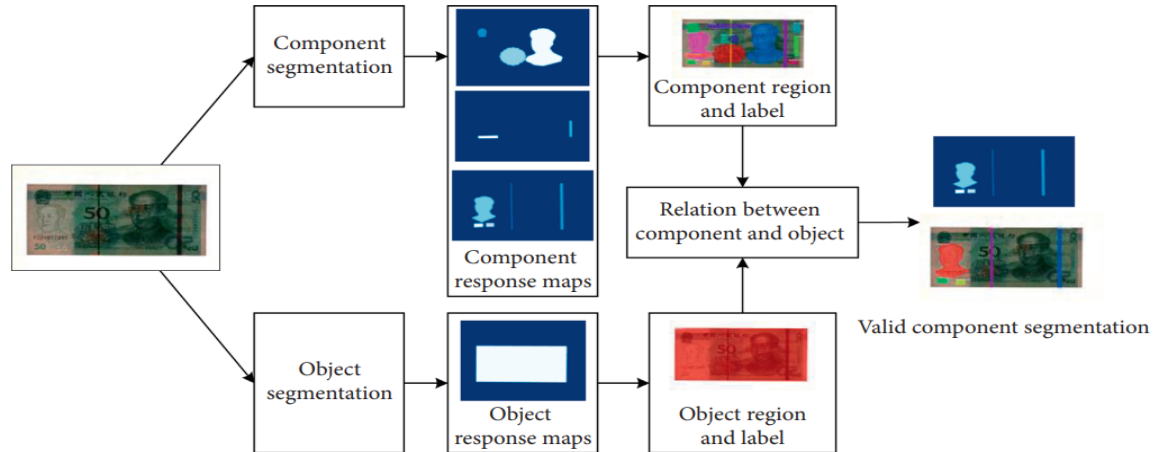 Component
segmentation
Component
response maps
Component region
and label
50
50
Relation between
component and object
Valid component segmentation
Object
segmentation
Object
response maps
Object region
and label
50